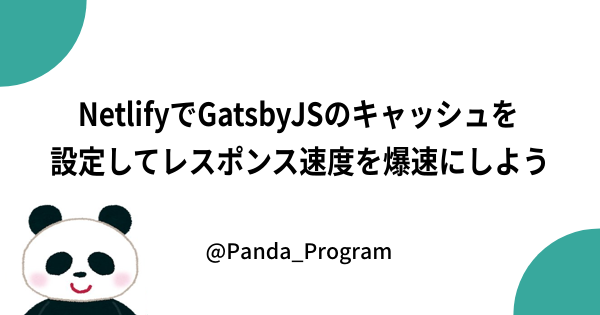 NetlifyでGatsbyJSのキャッシュを
設定してレスポンス速度を爆速にしよう
@Panda_Program